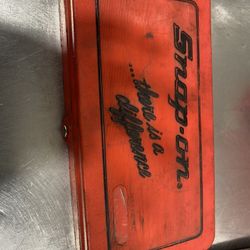 Snap-on
...there is a
difference